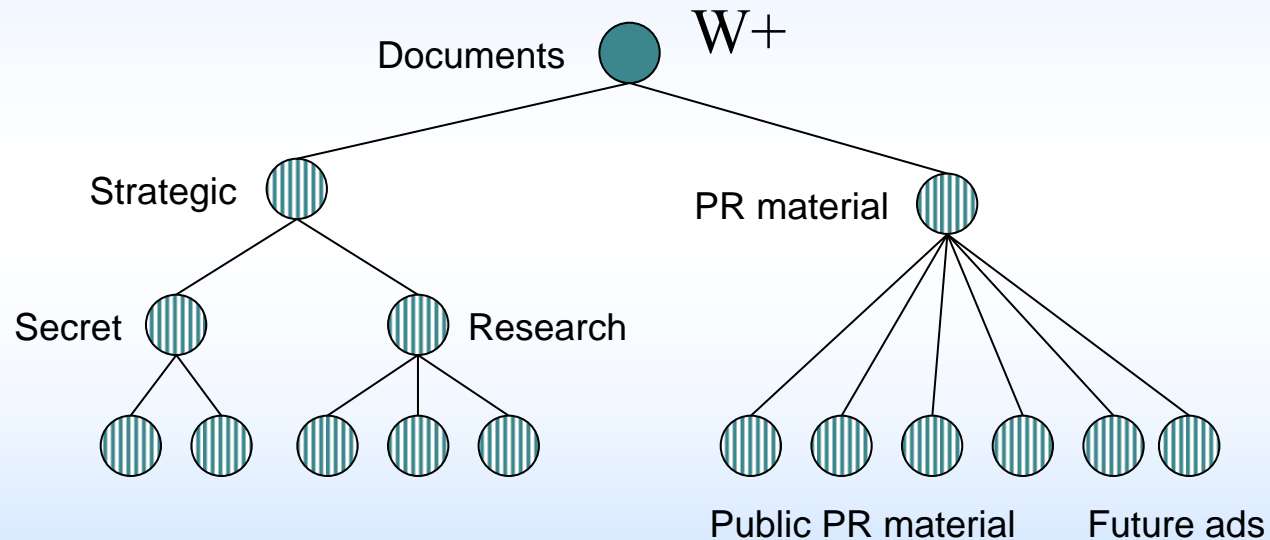 Documents
W+
Strategic
PR material
Secret
Research
Public PR material
Future ads